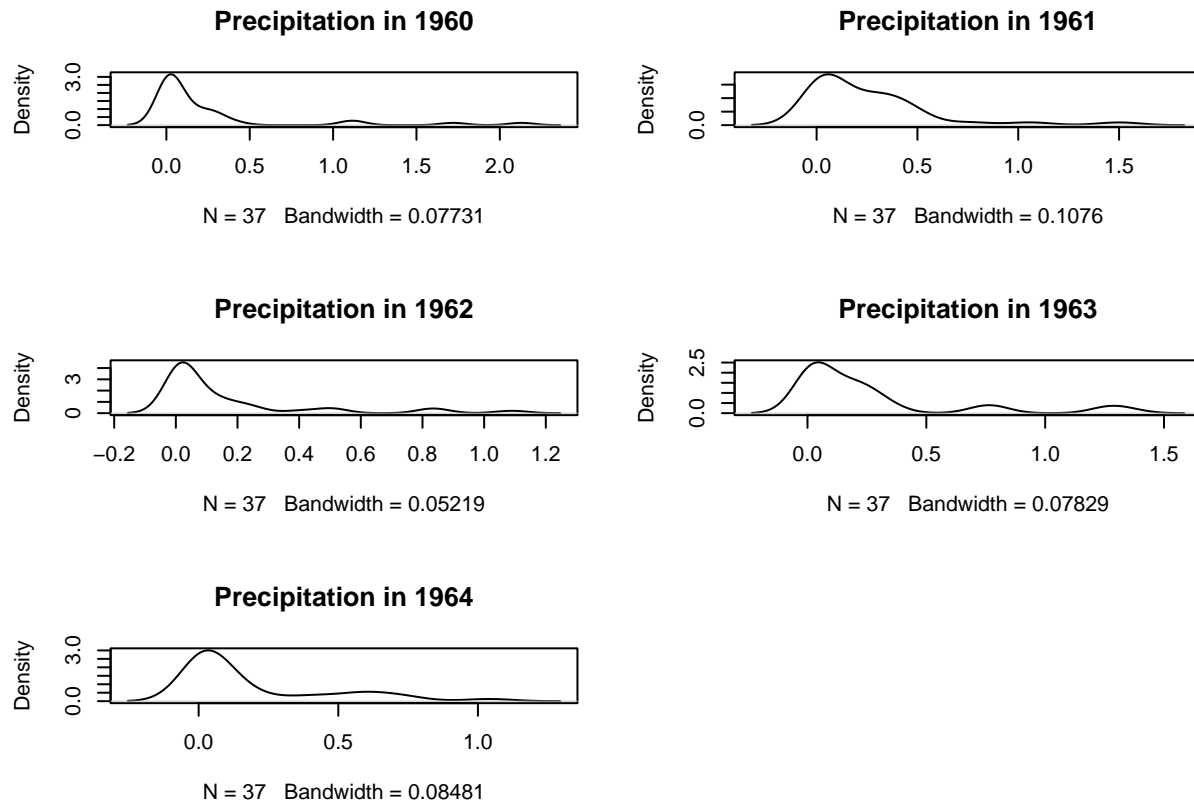 Precipitation in 1960
Density
3.0
0.0
0.0 0.5 1.0 1.5 2.0
N = 37 Bandwidth = 0.07731
Precipitation in 1961
Density
0.0
0.0 0.5 1.0 1.5
N = 37 Bandwidth = 0.1076
Precipitation in 1962
Density
3
0
−0.2 0.0 0.2 0.4 0.6 0.8 1.0 1.2
N = 37 Bandwidth = 0.05219
Precipitation in 1963
Density
2.5
0.0
0.0 0.5 1.0 1.5
N = 37 Bandwidth = 0.07829
Precipitation in 1964
Density
3.0
0.0
0.0 0.5 1.0
N = 37 Bandwidth = 0.08481